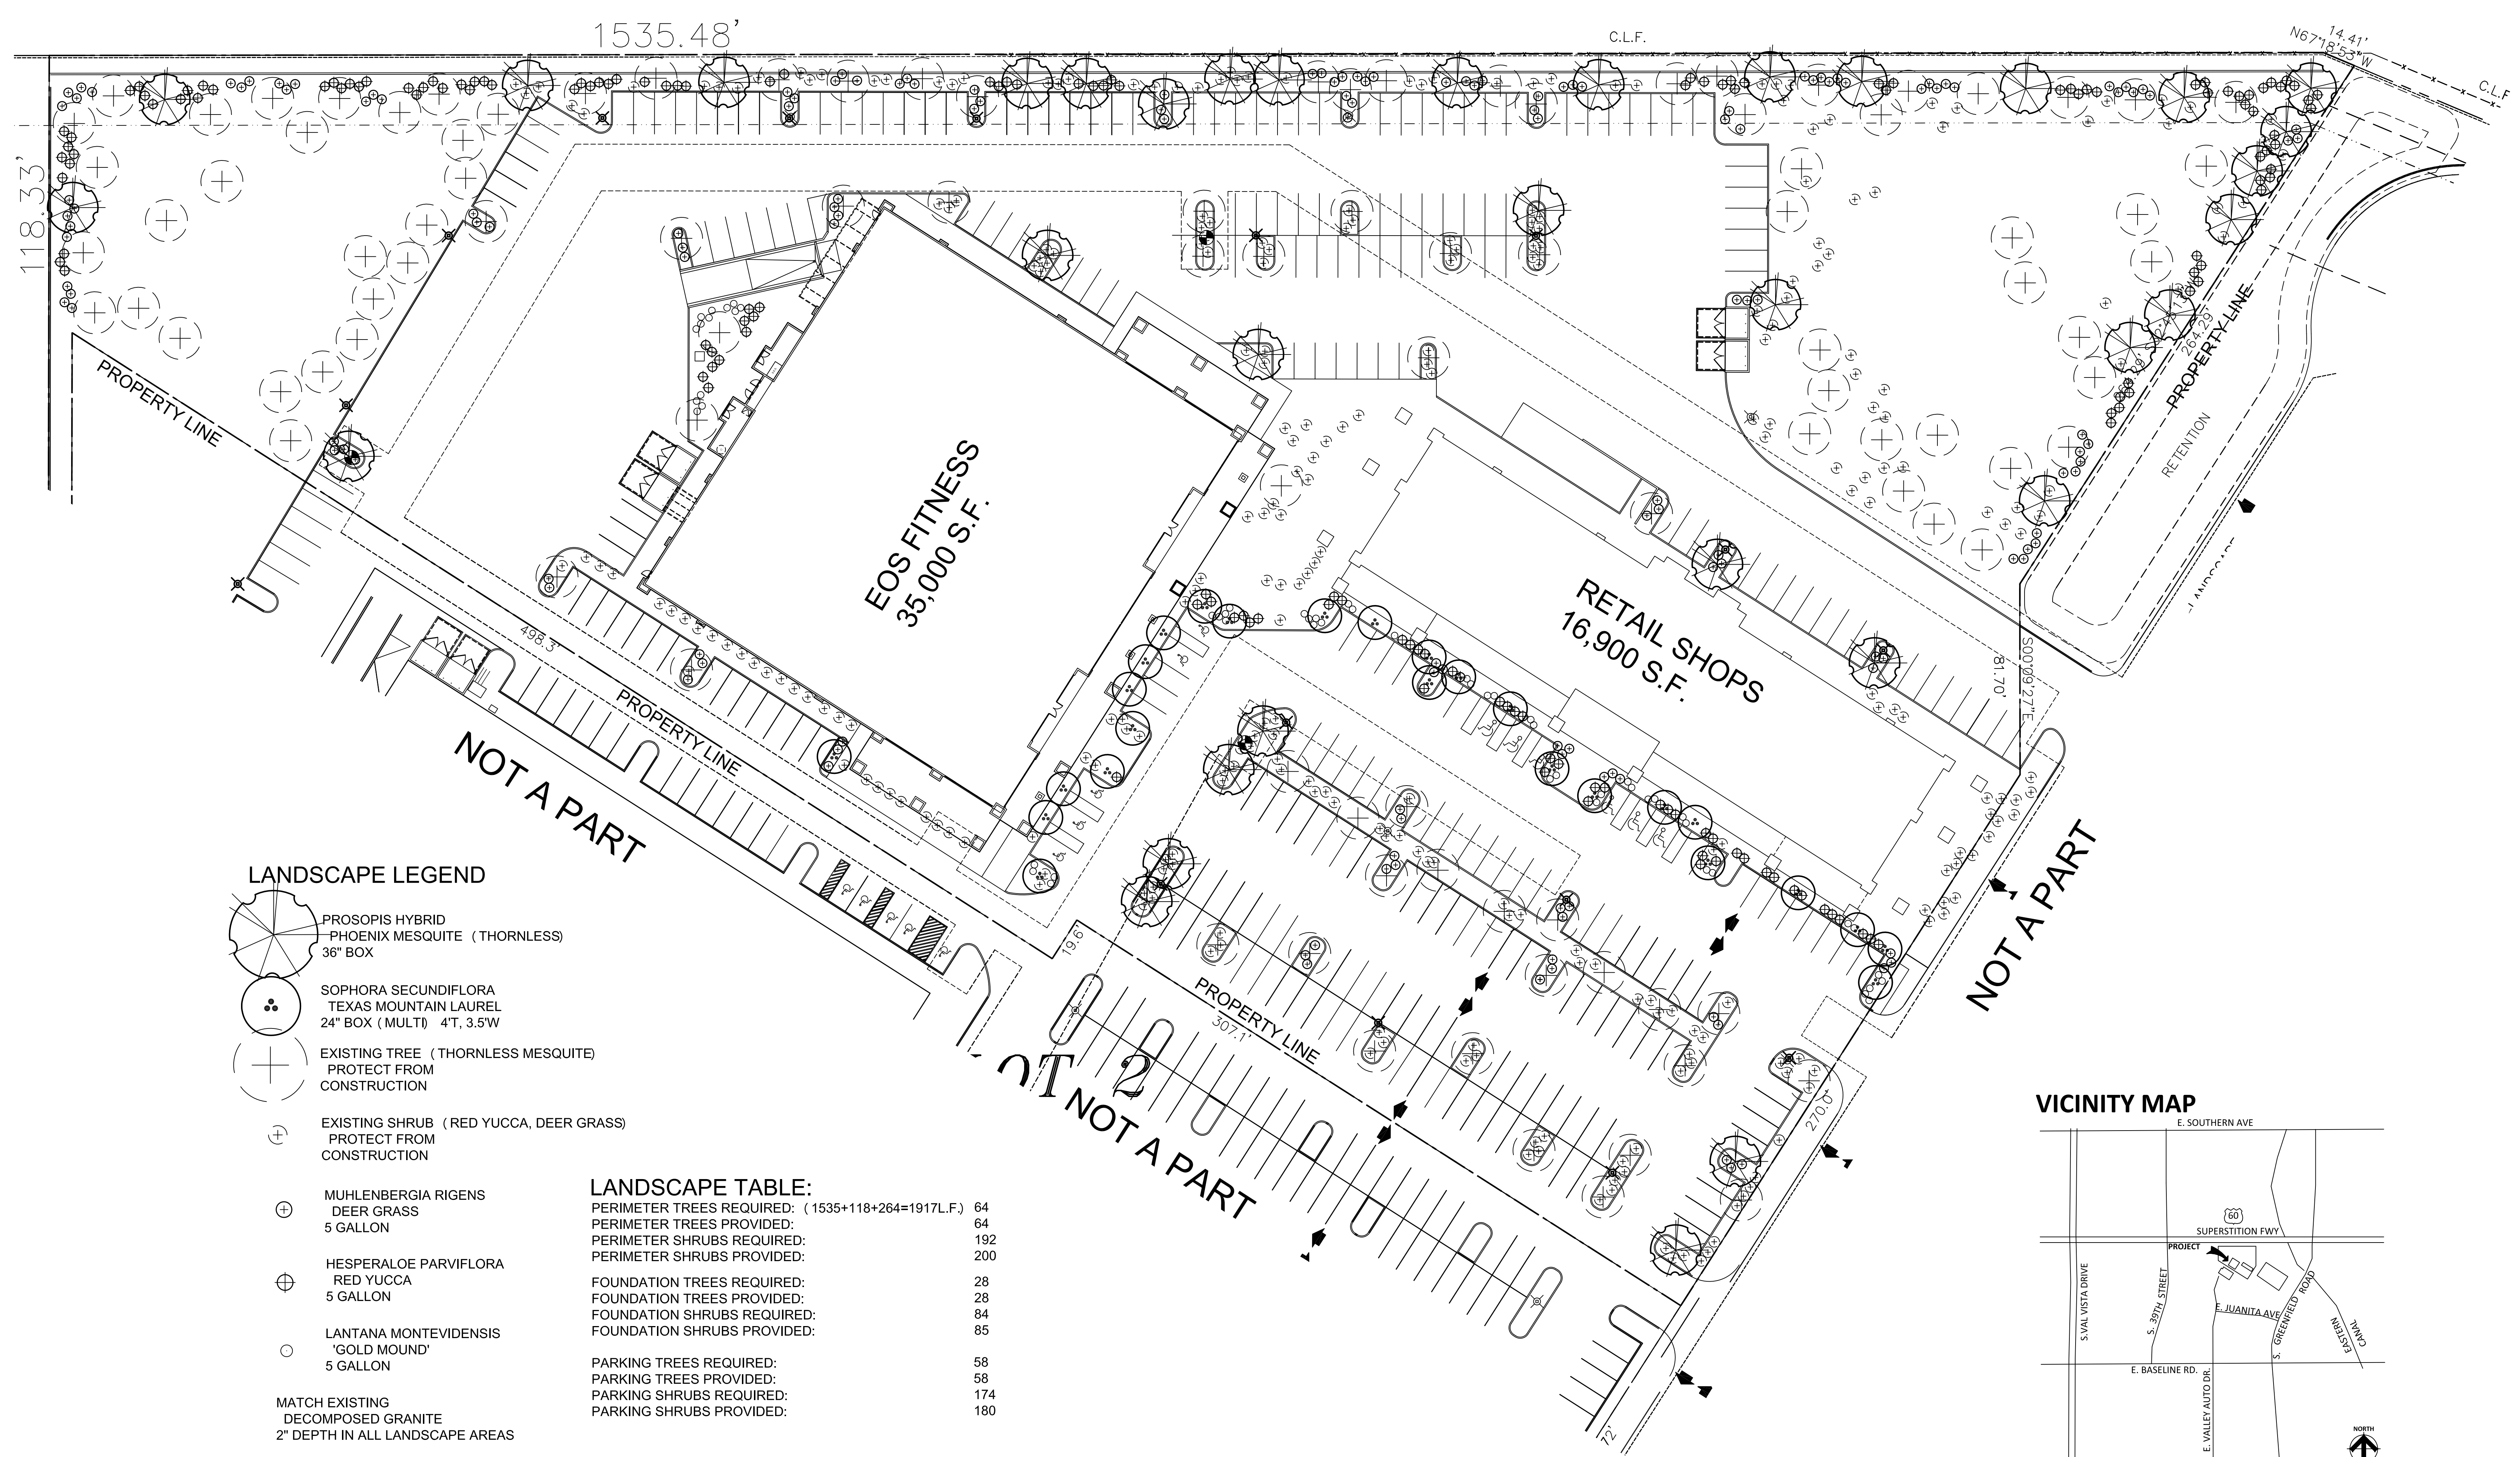 1535.48'
C.L.F.
14.41'
N67°18'53"W
C.L.F
118.33'
PROPERTY LINE
PROPERTY LINE
264.29'
RETENTION
EOS FITNESS
35,000 S.F.
RETAIL SHOPS
16,900 S.F.
S00°09'27"E
81.70'
498.3'
PROPERTY LINE
NOT A PART
NOT A PART
19.6'
PROPERTY LINE
307.1'
2
NOT A PART
270.0'
72'
LANDSCAPE LEGEND
PROSOPIS HYBRID
PHOENIX MESQUITE (THORNLESS)
36" BOX
SOPHORA SECUNDIFLORA
TEXAS MOUNTAIN LAUREL
24" BOX (MULTI) 4'T, 3.5'W
EXISTING TREE (THORNLESS MESQUITE)
PROTECT FROM
CONSTRUCTION
EXISTING SHRUB (RED YUCCA, DEER GRASS)
PROTECT FROM
CONSTRUCTION
MUHLENBERGIA RIGENS
DEER GRASS
5 GALLON
HESPERALOE PARVIFLORA
RED YUCCA
5 GALLON
LANTANA MONTEVIDENSIS
'GOLD MOUND'
5 GALLON
MATCH EXISTING
DECOMPOSED GRANITE
2" DEPTH IN ALL LANDSCAPE AREAS
LANDSCAPE TABLE:
PERIMETER TREES REQUIRED: (1535+118+264=1917L.F.) 64
PERIMETER TREES PROVIDED: 64
PERIMETER SHRUBS REQUIRED: 192
PERIMETER SHRUBS PROVIDED: 200
FOUNDATION TREES REQUIRED: 28
FOUNDATION TREES PROVIDED: 28
FOUNDATION SHRUBS REQUIRED: 84
FOUNDATION SHRUBS PROVIDED: 85
PARKING TREES REQUIRED: 58
PARKING TREES PROVIDED: 58
PARKING SHRUBS REQUIRED: 174
PARKING SHRUBS PROVIDED: 180
VICINITY MAP
E. SOUTHERN AVE
60
SUPERSTITION FWY
PROJECT
S.VAL VISTA DRIVE
S. 39TH STREET
E. JUANITA AVE
S. GREENFIELD ROAD
EASTERN
CANAL
E. BASELINE RD.
E. VALLEY AUTO DR.
NORTH